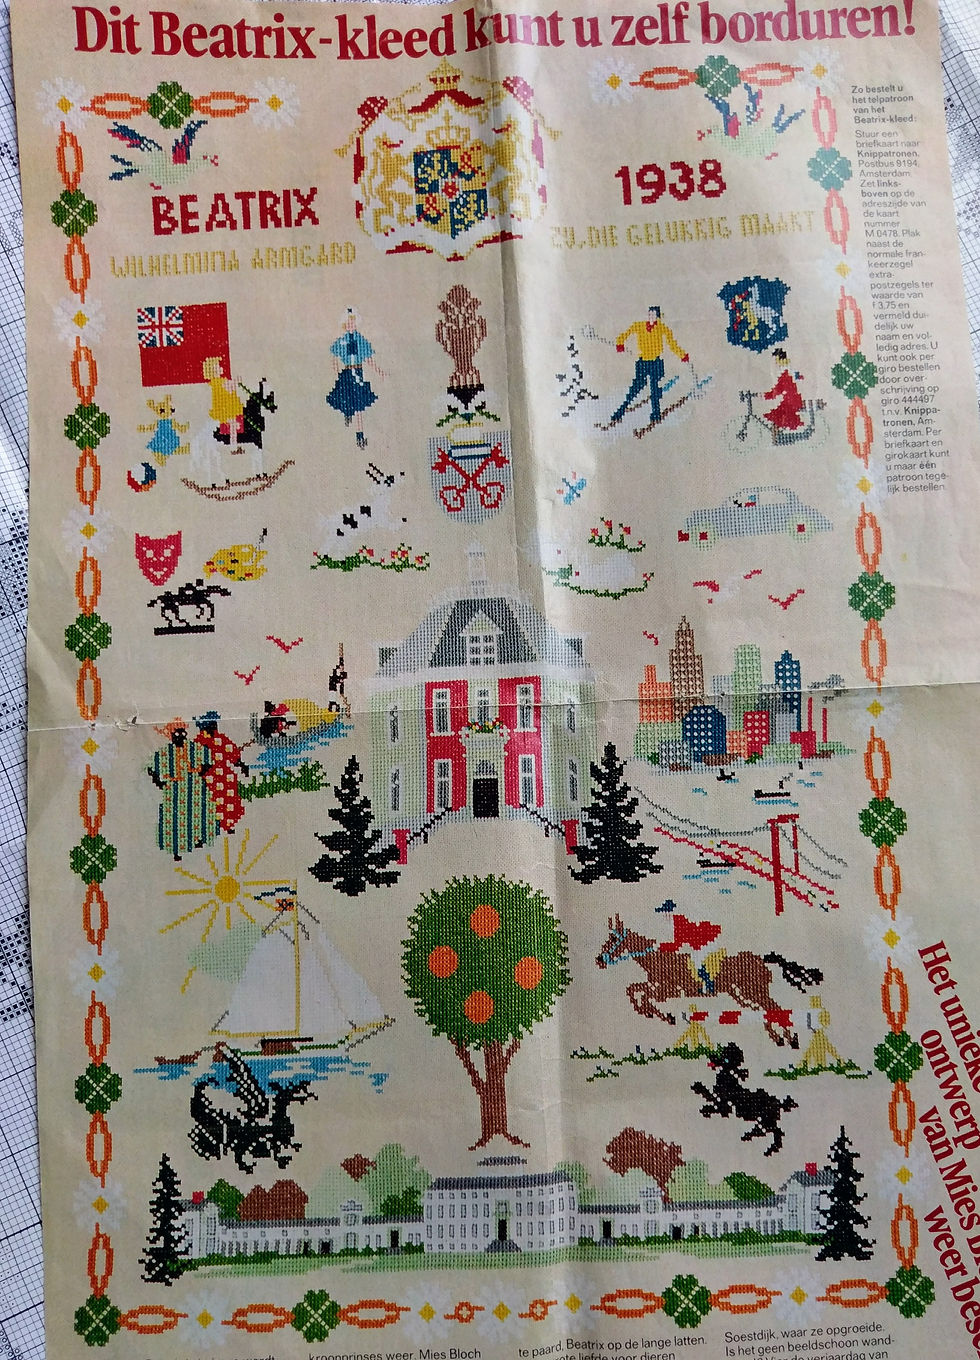 Dit Beatrix-kleed kunt u zelf borduren!
Zo bestelt u
het telpatroon
van het
Beatrix-kleed:
Stuur een
briefkaart naar
Knippatronen,
Postbus 9194,
Amsterdam.
Zet links-
boven op de
adreszijde van
de kaart
nummer
M 0478. Plak
naast de
normale fran-
keerzegel
extra-
postzegels ter
waarde van
f 3,75 en
vermeld dui-
delijk uw
naam en vol-
ledig adres. U
kunt ook per
giro bestellen
door over-
schrijving op
giro 444497
t.n.v. Knippa-
tronen, Am-
sterdam. Per
briefkaart en
girokaart kunt
u maar één
patroon tege-
lijk bestellen.
BEATRIX
1938
WILHELMINA ARMGARD
ZIJ, DIE GELUKKIG MAAKT
Het unieke
ontwerp
van Mies
weer
kroonprinses weer. Mies Bloch
te paard, Beatrix op de lange latten.
liefde voor dieren
Soestdijk, waar ze opgroeide.
Is het geen beeldschoon wand-
verjaardag van